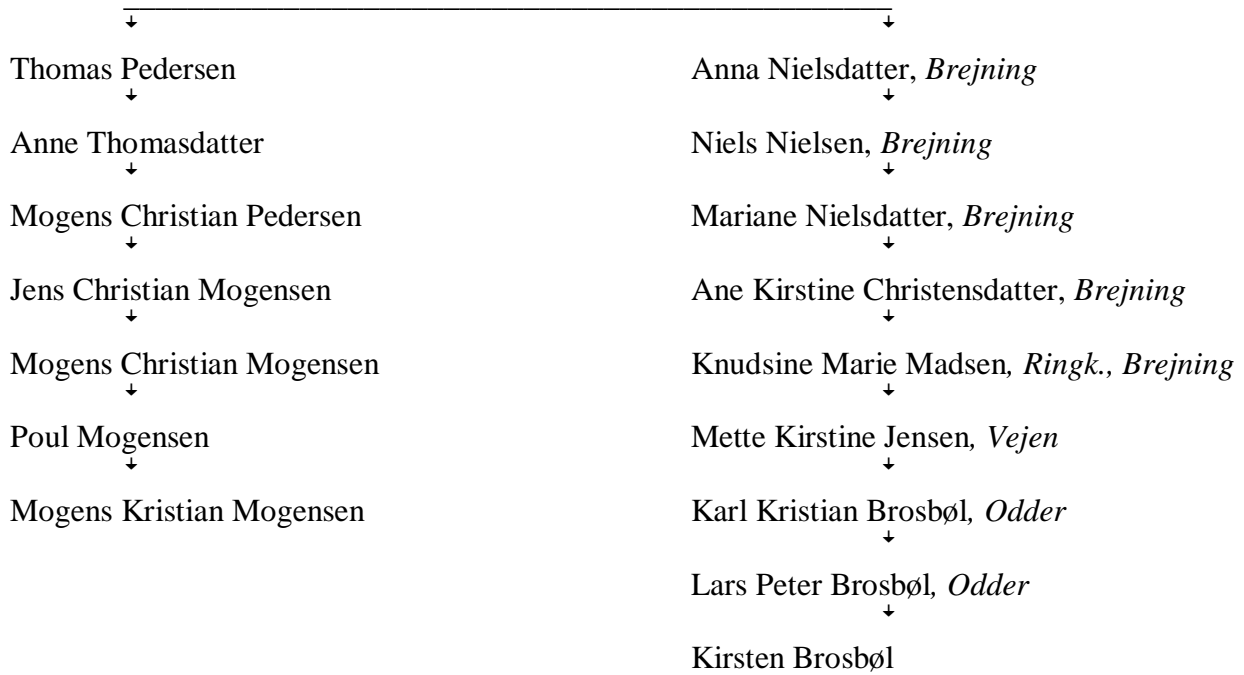 Thomas Pedersen Anna Nielsdatter, Brejning
Anne Thomasdatter Niels Nielsen, Brejning
Mogens Christian Pedersen Mariane Nielsdatter, Brejning
Jens Christian Mogensen Ane Kirstine Christensdatter, Brejning
Mogens Christian Mogensen Knudsine Marie Madsen, Ringk., Brejning
Poul Mogensen Mette Kirstine Jensen, Vejen
Mogens Kristian Mogensen Karl Kristian Brosbøl, Odder
Lars Peter Brosbøl, Odder
Kirsten Brosbøl